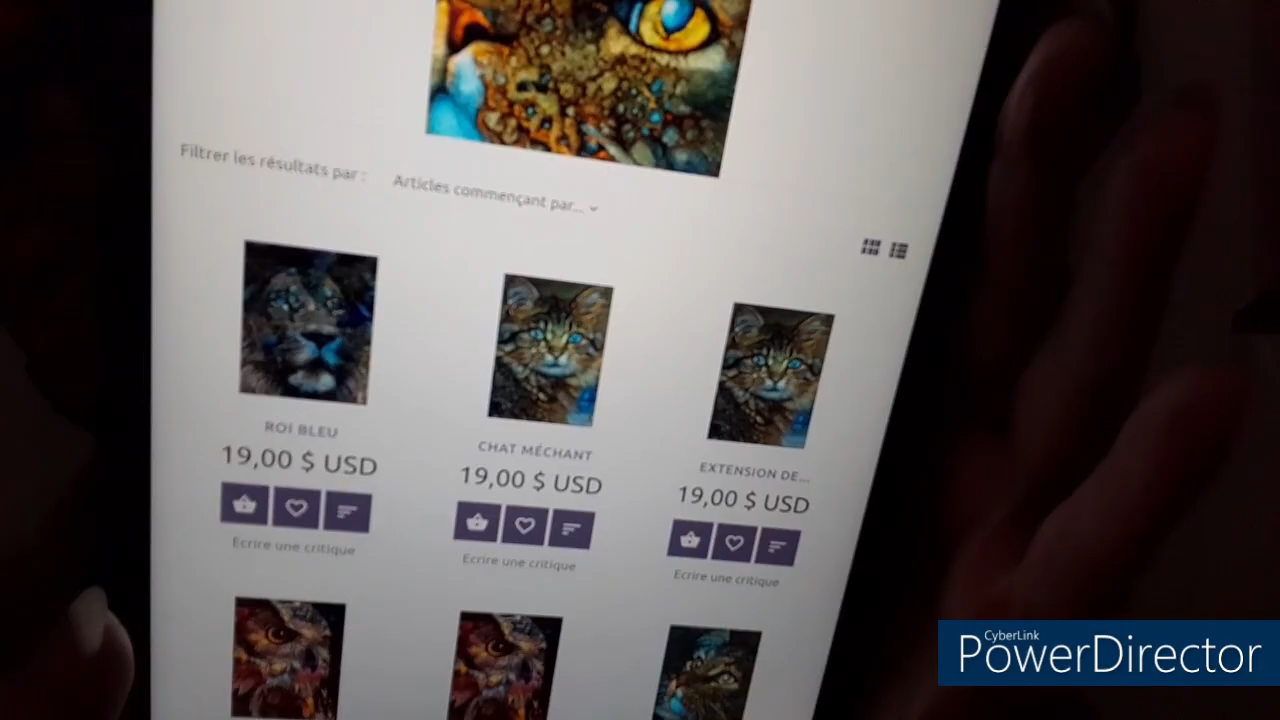 Filtrer les résultats par :
Articles commençant par...
ROI BLEU
19,00 $ USD
Ecrire une critique
CHAT MÉCHANT
19,00 $ USD
Ecrire une critique
EXTENSION DE...
19,00 $ USD
Ecrire une critique
CyberLink
PowerDirector